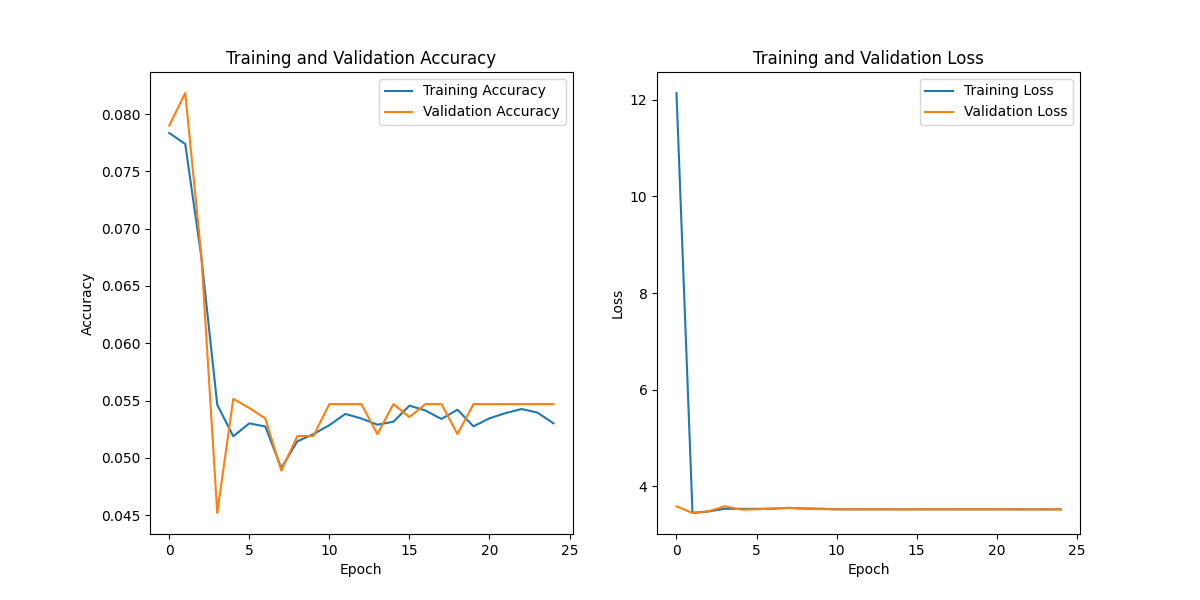 Training and Validation Accuracy
Training Accuracy
Validation Accuracy
0.080
0.075
0.070
0.065
0.060
0.055
0.050
0.045
Accuracy
0 5 10 15 20 25
Epoch
Training and Validation Loss
Training Loss
Validation Loss
12
10
8
6
4
Loss
0 5 10 15 20 25
Epoch